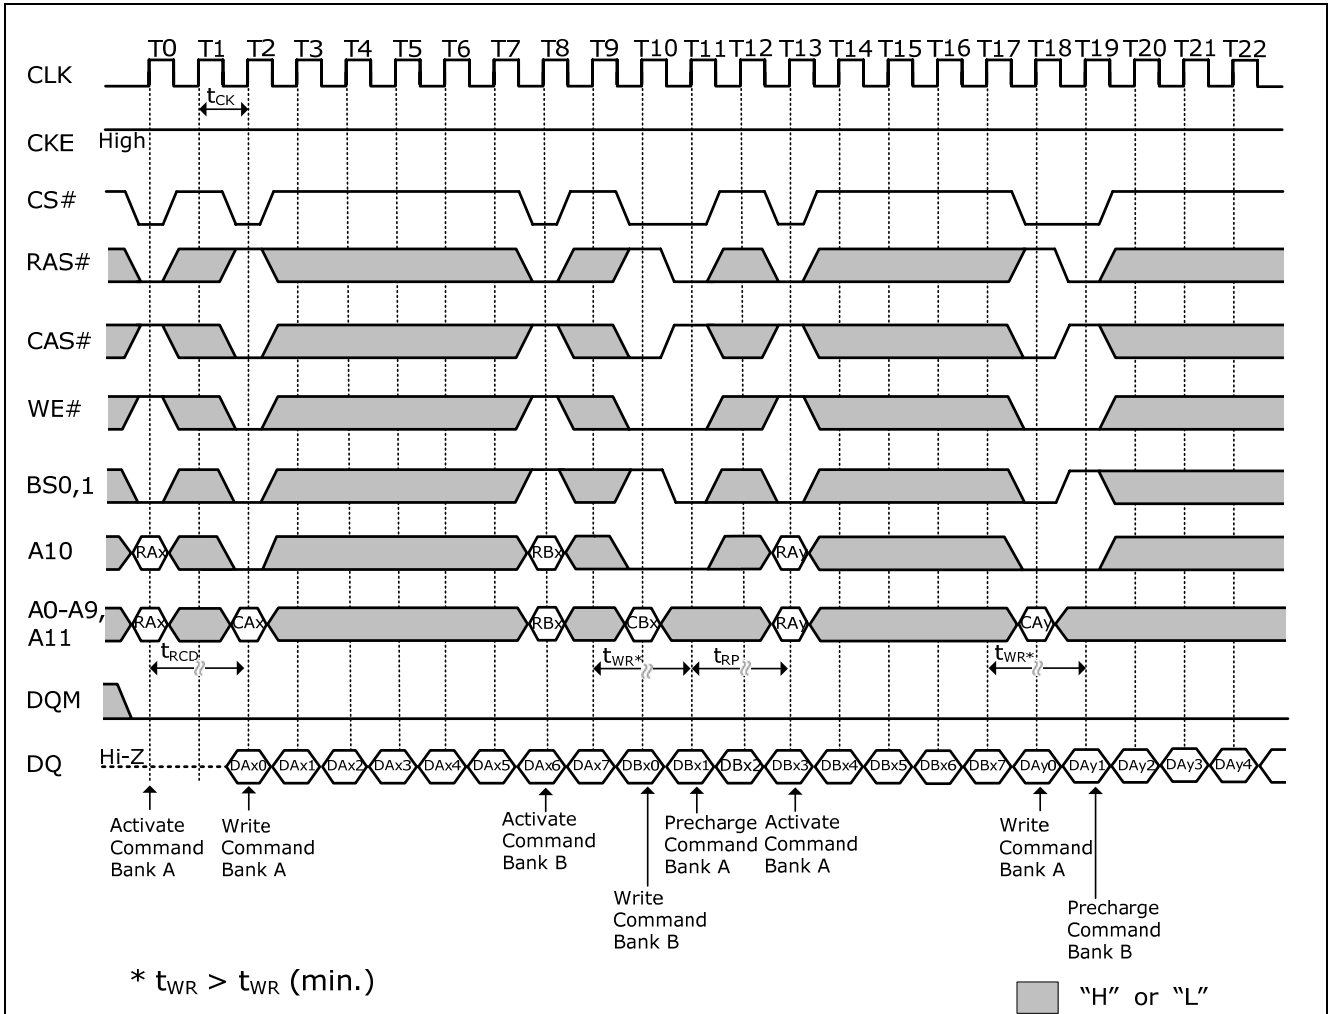 T0 T1 T2 T3 T4 T5 T6 T7 T8 T9 T10 T11 T12 T13 T14 T15 T16 T17 T18 T19 T20 T21 T22
CLK
tCK
CKE High
CS#
RAS#
CAS#
WE#
BS0,1
A10 RAx RBx RAy
A0-A9,
A11
RAx CAx RBx CBx RAy CAy
tRCD tWR* tRP tWR*
DQM
DQ Hi-Z DAx0 DAx1 DAx2 DAx3 DAx4 DAx5 DAx6 DAx7 DBx0 DBx1 DBx2 DBx3 DBx4 DBx5 DBx6 DBx7 DAy0 DAy1 DAy2 DAy3 DAy4
Activate
Command
Bank A
Write
Command
Bank A
Activate
Command
Bank B
Write
Command
Bank B
Precharge
Command
Bank A
Activate
Command
Bank A
Write
Command
Bank A
Precharge
Command
Bank B
* tWR > tWR (min.)
“H” or “L”